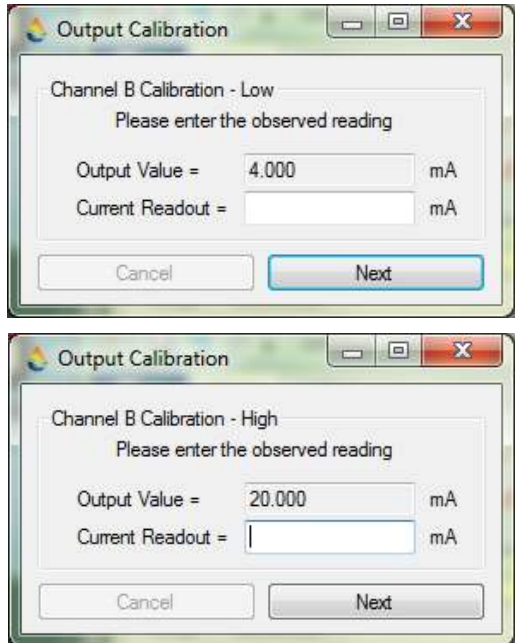 Output Calibration
Channel B Calibration - Low
Please enter the observed reading
Output Value = 4.000 mA
Current Readout = mA
Cancel Next
Output Calibration
Channel B Calibration - High
Please enter the observed reading
Output Value = 20.000 mA
Current Readout = mA
Cancel Next